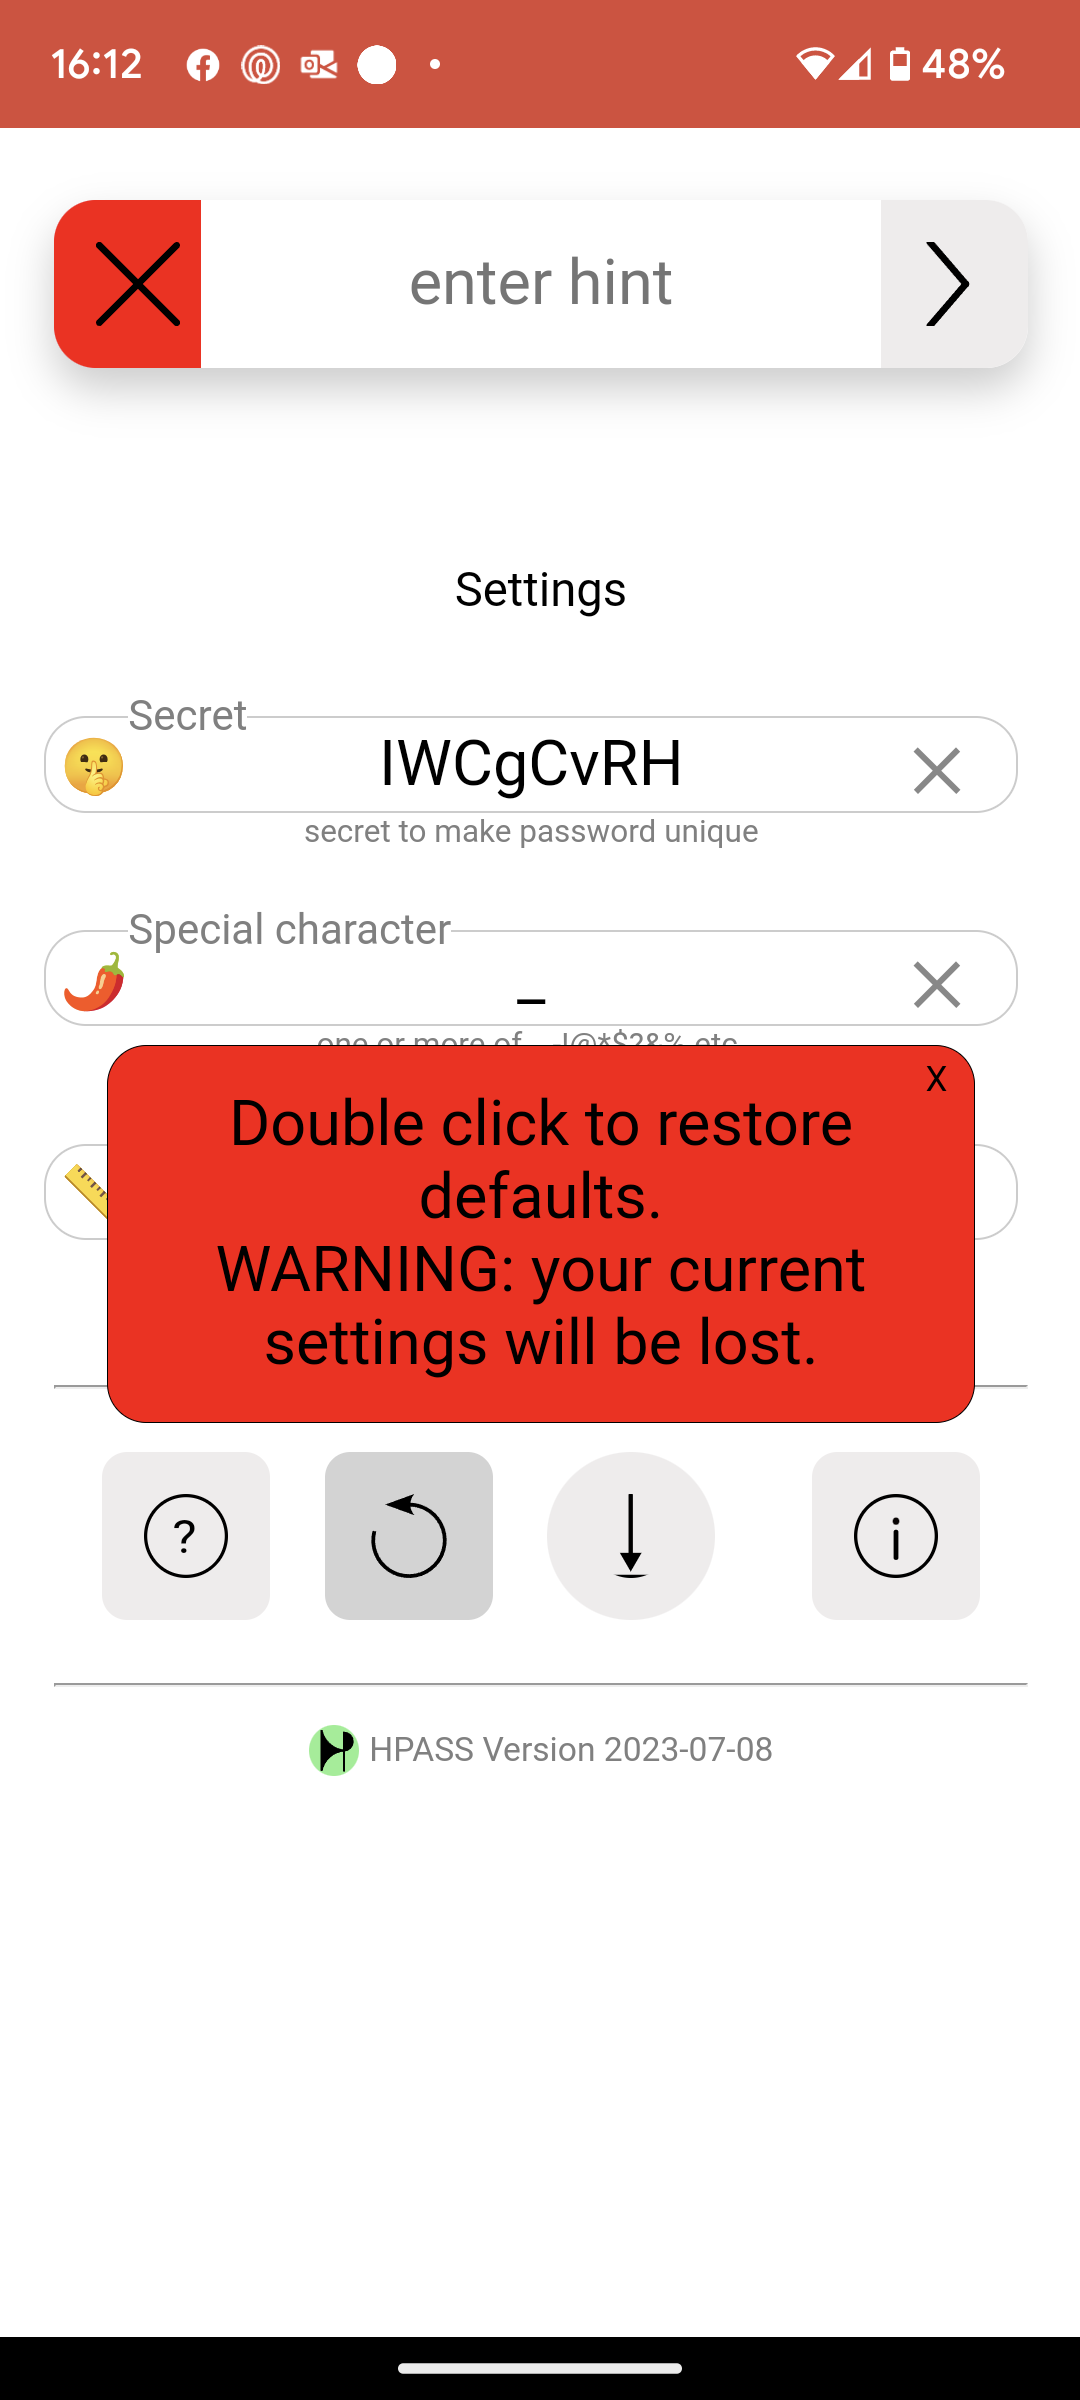 16:12
48%
enter hint
Settings
Secret
IWCgCvRH
secret to make password unique
Special character
_
one or more of _-!@*$?&% etc
X
Double click to restore
defaults.
WARNING: your current
settings will be lost.
?
i
HPASS Version 2023-07-08